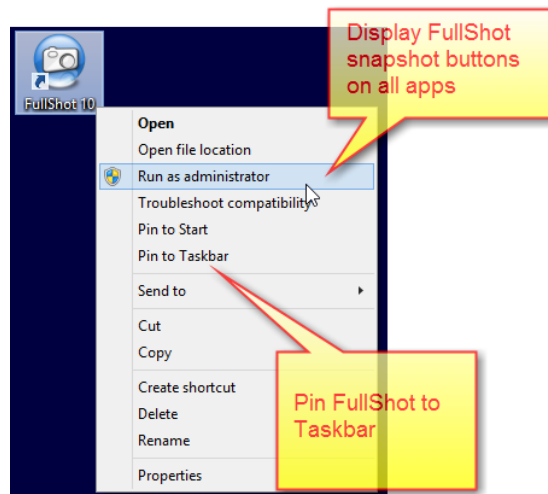 Display FullShot
snapshot buttons
on all apps
FullShot 10
Open
Open file location
Run as administrator
Troubleshoot compatibility
Pin to Start
Pin to Taskbar
Send to
Cut
Copy
Create shortcut
Delete
Rename
Properties
Pin FullShot to
Taskbar